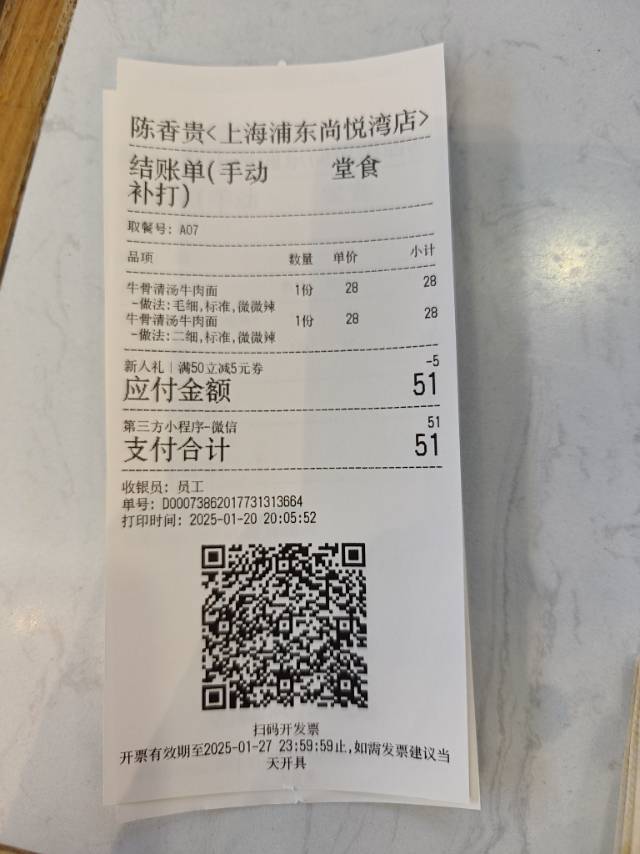 陈香贵<上海浦东尚悦湾店>
结账单(手动 堂食
补打)
取餐号: A07
品项 数量 单价 小计
牛骨清汤牛肉面 1份 28 28
-做法:毛细,标准,微微辣
牛骨清汤牛肉面 1份 28 28
-做法:二细,标准,微微辣
新人礼|满50立减5元券 -5
应付金额 51
第三方小程序-微信 51
支付合计 51
收银员: 员工
单号: D00073862017731313664
打印时间: 2025-01-20 20:05:52
扫码开发票
开票有效期至2025-01-27 23:59:59止,如需发票建议当
天开具